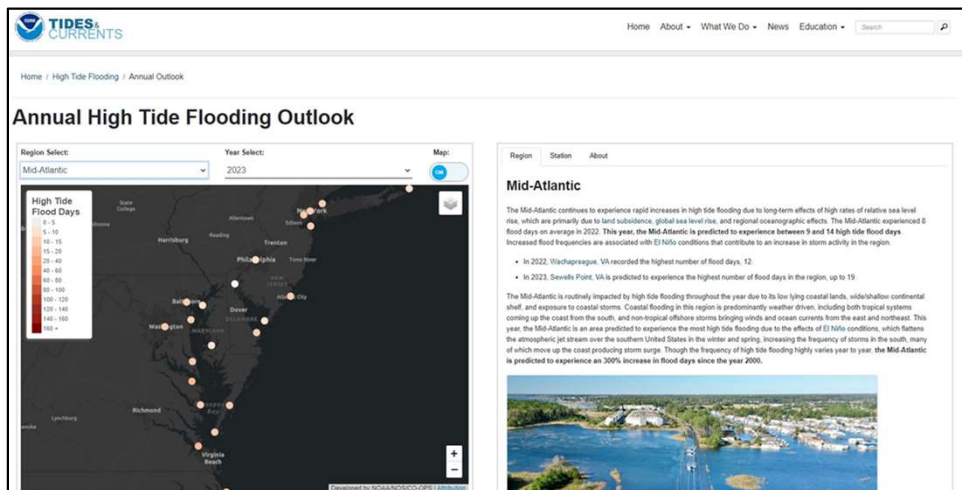 TIDES&
CURRENTS
Home About What We Do News Education Search
Home / High Tide Flooding / Annual Outlook
Annual High Tide Flooding Outlook
Region Select: Year Select: Map:
Mid-Atlantic 2023 ON
High Tide
Flood Days
0 - 5
5 - 10
10 - 15
15 - 20
20 - 40
40 - 60
60 - 80
80 - 100
100 - 120
120 - 140
140 - 160
160 +
State
College
Allentown
New York
Edison
Harrisburg
Reading
Trenton
Philadelphia
Toms River
NEW
JERSEY
Atlantic City
Baltimore
Dover
DELAWARE
Washington
MARYLAND
Richmond
Lynchburg
Chesapeake
Bay
Virginia
Beach
+
−
Developed by NOAA/NOS/CO-OPS | Attribution
Region Station About
Mid-Atlantic
The Mid-Atlantic continues to experience rapid increases in high tide flooding due to long-term effects of high rates of relative sea level
rise, which are primarily due to land subsidence, global sea level rise, and regional oceanographic effects. The Mid-Atlantic experienced 8
flood days on average in 2022. This year, the Mid-Atlantic is predicted to experience between 9 and 14 high tide flood days.
Increased flood frequencies are associated with El Niño conditions that contribute to an increase in storm activity in the region.
• In 2022, Wachapreague, VA recorded the highest number of flood days, 12.
• In 2023, Sewells Point, VA is predicted to experience the highest number of flood days in the region, up to 19.
The Mid-Atlantic is routinely impacted by high tide flooding throughout the year due to its low lying coastal lands, wide/shallow continental
shelf, and exposure to coastal storms. Coastal flooding in this region is predominantly weather driven, including both tropical systems
coming up the coast from the south, and non-tropical offshore storms bringing winds and ocean currents from the east and northeast. This
year, the Mid-Atlantic is an area predicted to experience the most high tide flooding due to the effects of El Niño conditions, which flattens
the atmospheric jet stream over the southern United States in the winter and spring, increasing the frequency of storms in the south, many
of which move up the coast producing storm surge. Though the frequency of high tide flooding highly varies year to year, the Mid-Atlantic
is predicted to experience an 300% increase in flood days since the year 2000.